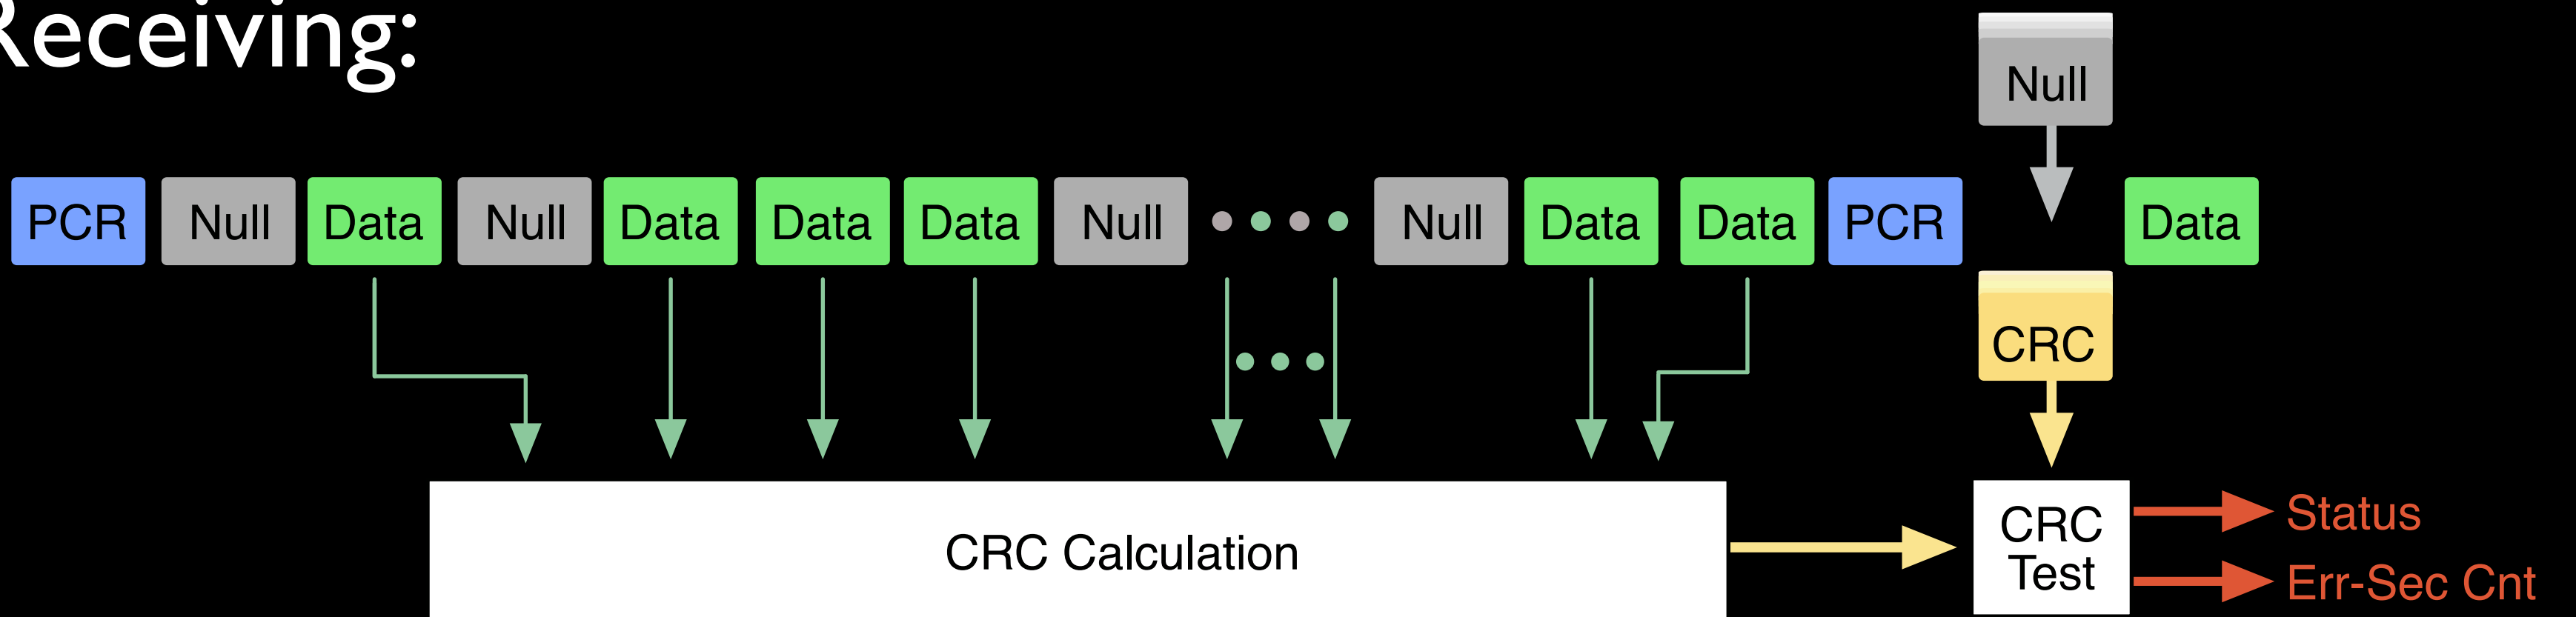 Receiving:
Null
PCR Null Data Null Data Data Data Null Null Data Data PCR Data
CRC
CRC Calculation
CRC
Test
Status
Err-Sec Cnt